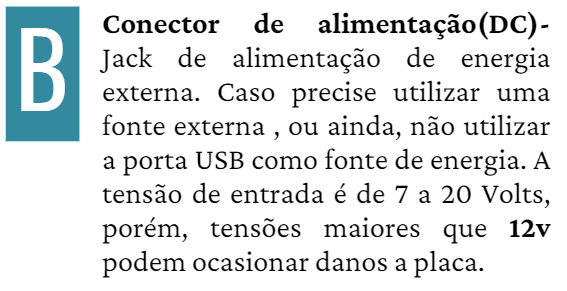 B
Conector de alimentação(DC)-
Jack de alimentação de energia
externa. Caso precise utilizar uma
fonte externa , ou ainda, não utilizar
a porta USB como fonte de energia. A
tensão de entrada é de 7 a 20 Volts,
porém, tensões maiores que 12v
podem ocasionar danos a placa.